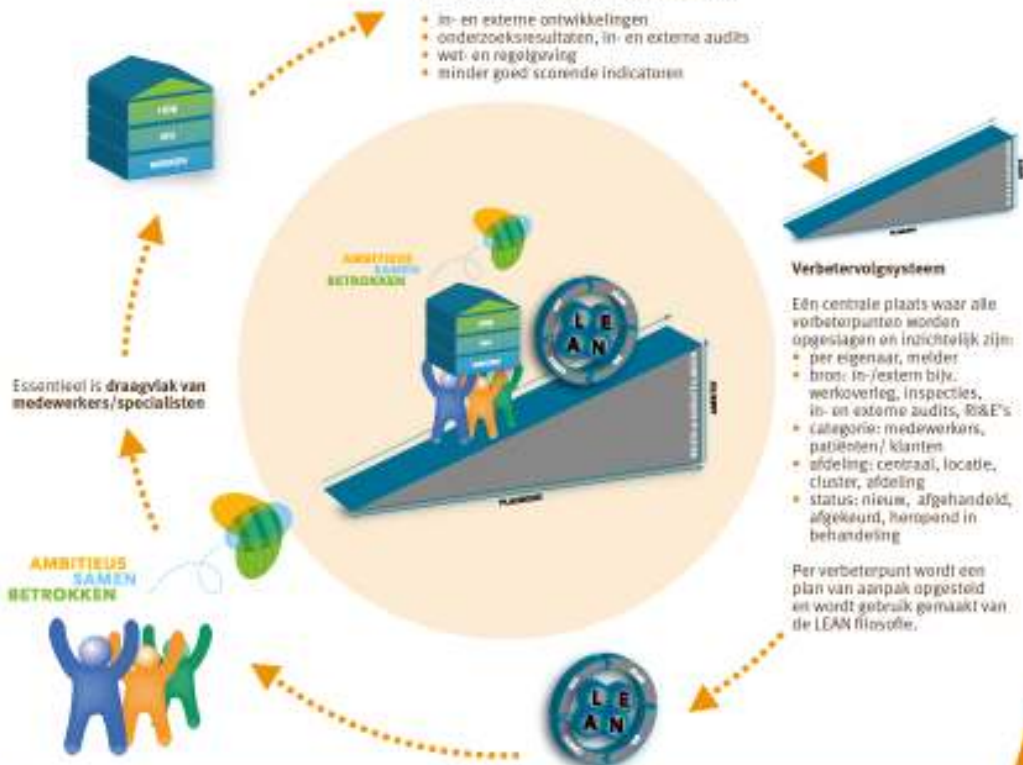 • in- en externe ontwikkelingen
• onderzoeksresultaten, in- en externe audits
• wet- en regelgeving
• minder goed scorende indicatoren
AMBITIEUS
SAMEN
BETROKKEN
L E
A N
PLANNING
Verbetervolgsysteem
Eén centrale plaats waar alle
verbeterpunten worden
opgeslagen en inzichtelijk zijn:
• per eigenaar, melder
• bron: in-/extern bijv.
werkoverleg, inspecties,
in- en externe audits, RI&E's
• categorie: medewerkers,
patiënten/ klanten
• afdeling: centraal, locatie,
cluster, afdeling
• status: nieuw, afgehandeld,
afgekeurd, heropend in
behandeling
Per verbeterpunt wordt een
plan van aanpak opgesteld
en wordt gebruik gemaakt van
de LEAN filosofie.
L E
A N
AMBITIEUS
SAMEN
BETROKKEN
Essentieel is draagvlak van
medewerkers/specialisten